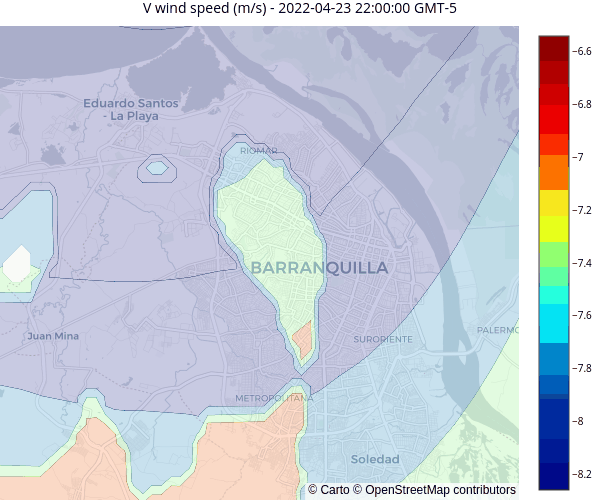 V wind speed (m/s) - 2022-04-23 22:00:00 GMT-5
−6.6
Eduardo Santos
- La Playa
−6.8
RIOMAR
−7
−7.2
BARRANQUILLA
−7.4
−7.6
PALERMO
Juan Mina
SURORIENTE
−7.8
METROPOLITANA
−8
Soledad
−8.2
© Carto © OpenStreetMap contributors